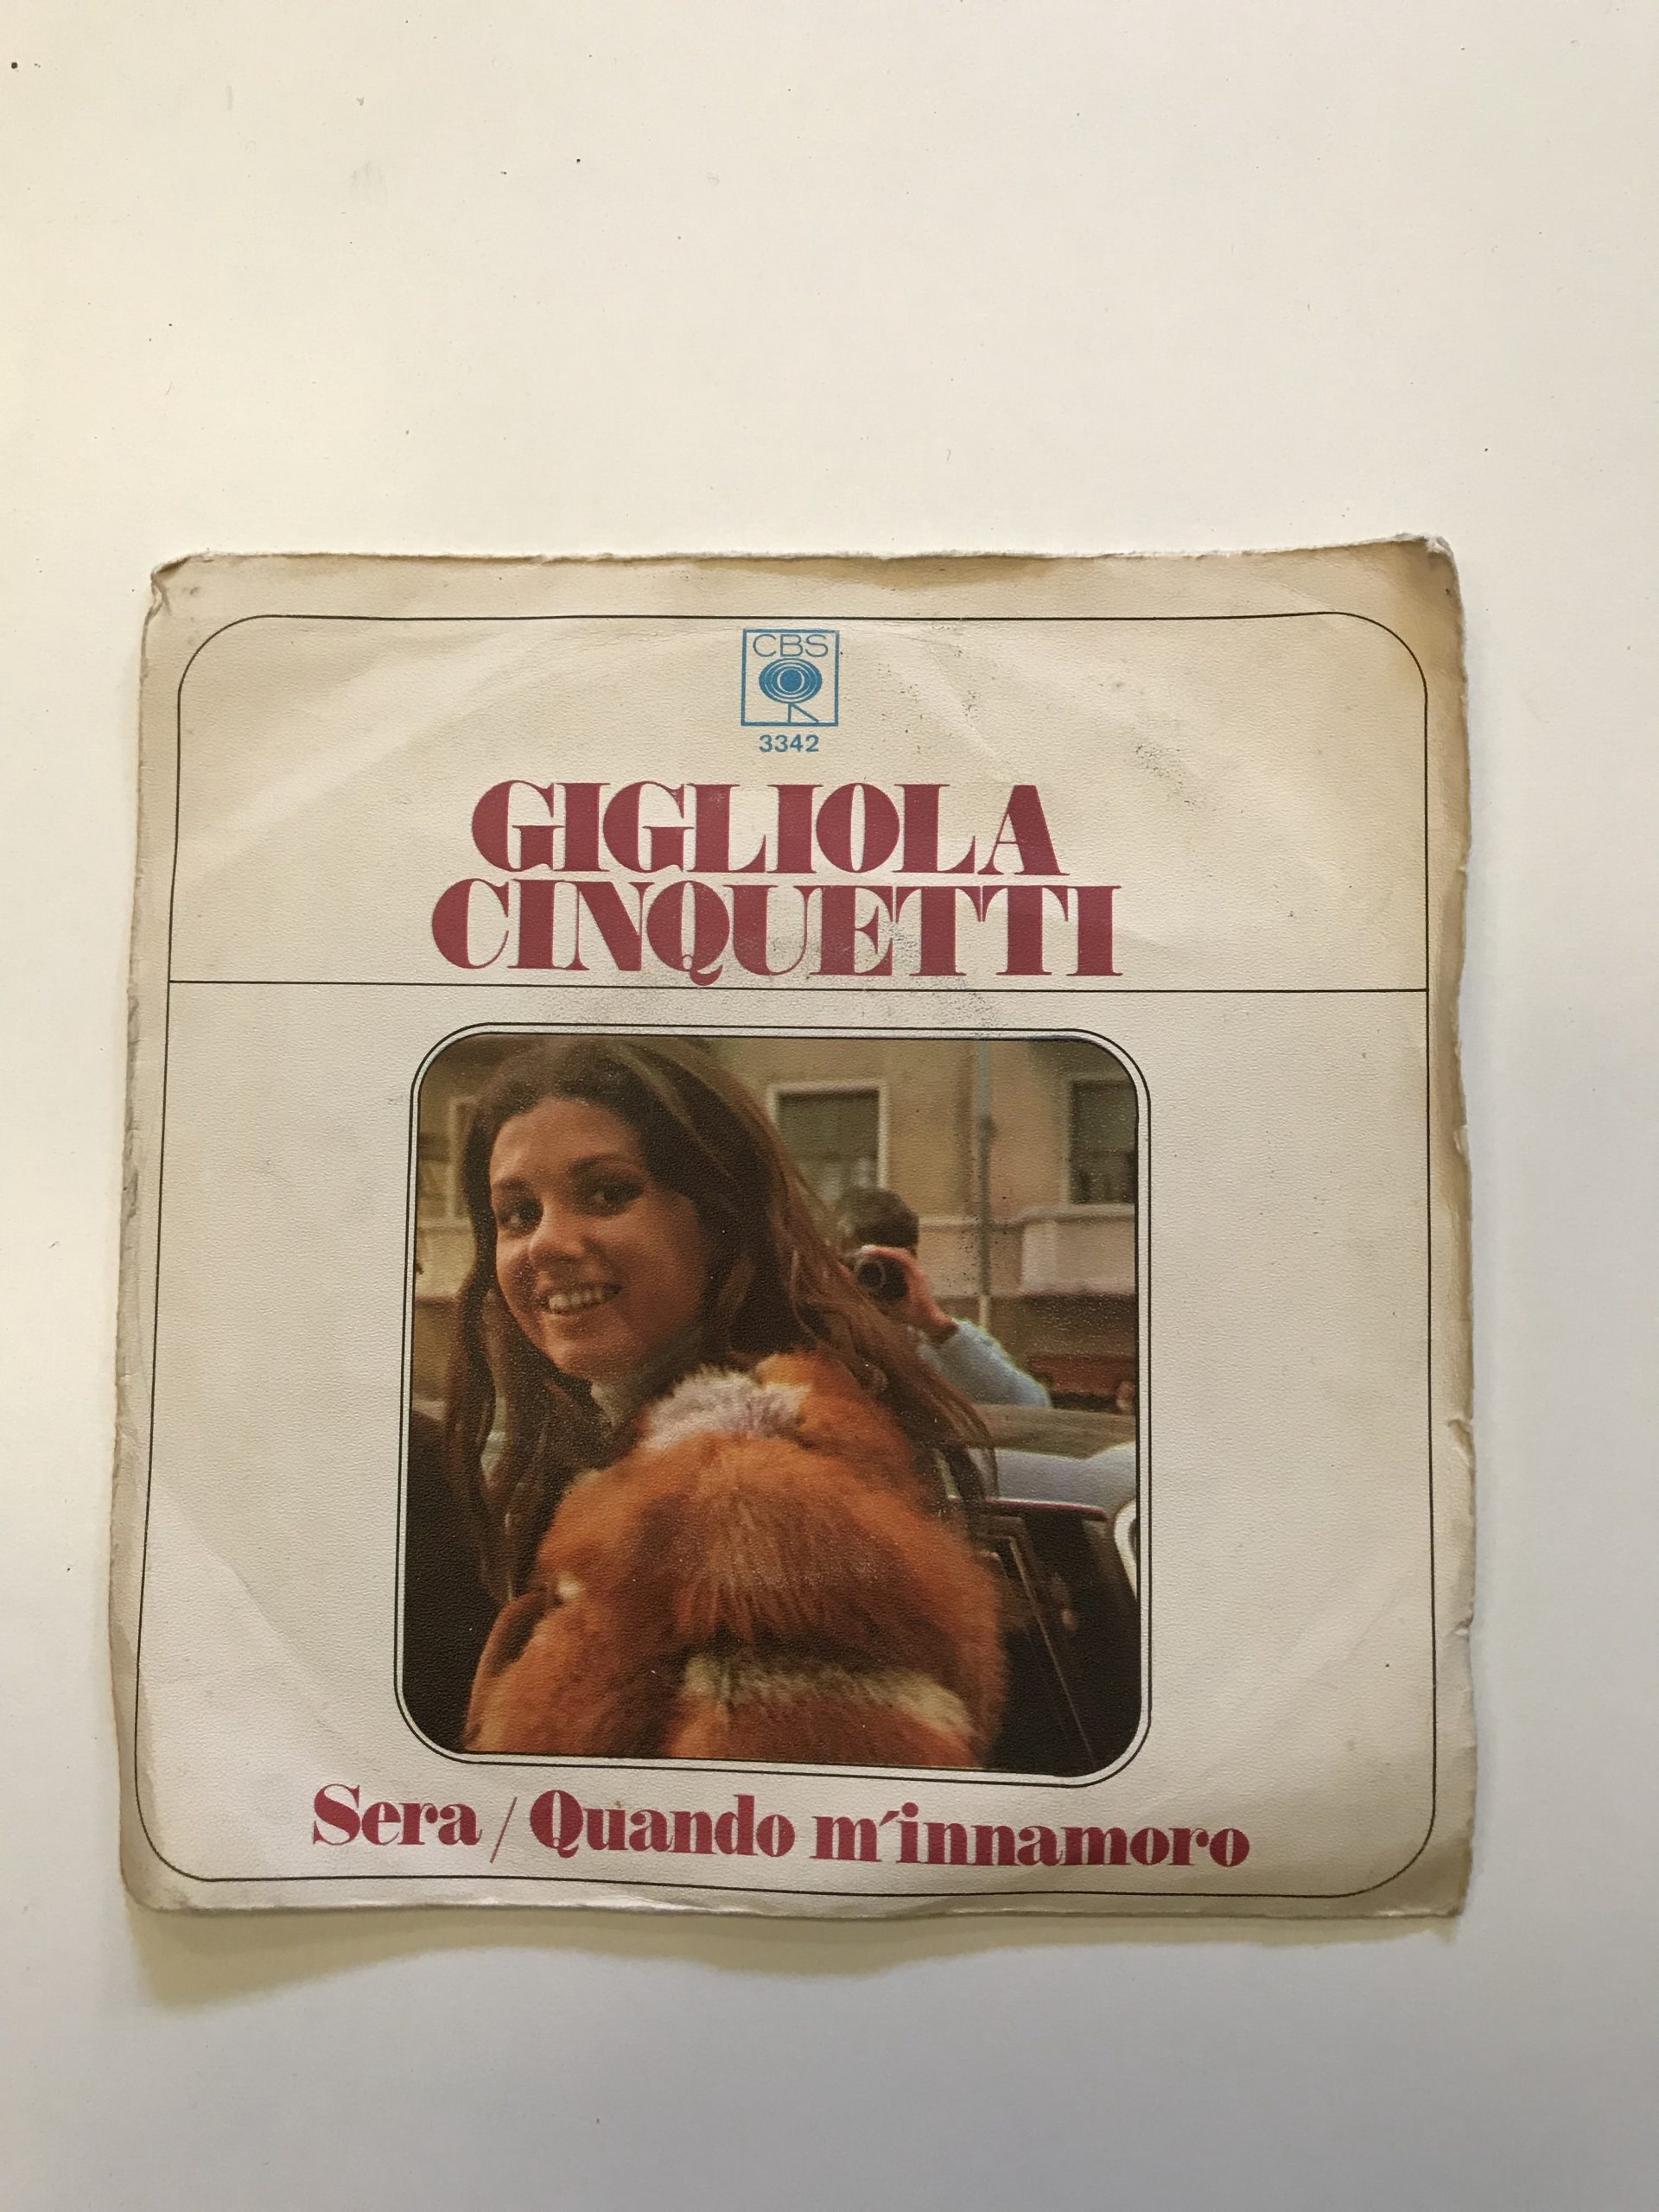 CBS
3342
GIGLIOLA
CINQUETTI
Sera / Quando m´innamoro